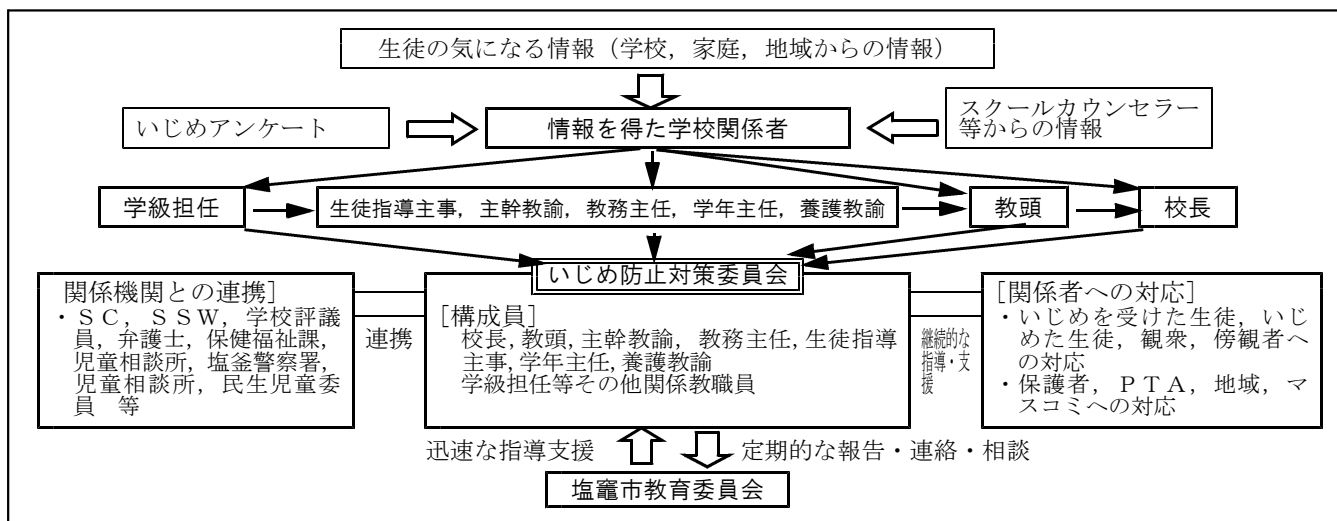 生徒の気になる情報（学校，家庭，地域からの情報）
いじめアンケート
情報を得た学校関係者
スクールカウンセラー
等からの情報
学級担任
生徒指導主事，主幹教諭，教務主任，学年主任，養護教諭
教頭
校長
いじめ防止対策委員会
関係機関との連携］
・ＳＣ，ＳＳＷ，学校評議
員，弁護士，保健福祉課，
児童相談所，塩釜警察署，
児童相談所，民生児童委
員　等
連携
［構成員］
校長，教頭，主幹教諭，教務主任，生徒指導
主事，学年主任，養護教諭
学級担任等その他関係教職員
継続的な
指導・支
援
［関係者への対応］
・いじめを受けた生徒，いじ
めた生徒，観衆，傍観者へ
の対応
・保護者，ＰＴＡ，地域，マ
スコミへの対応
迅速な指導支援
定期的な報告・連絡・相談
塩竈市教育委員会